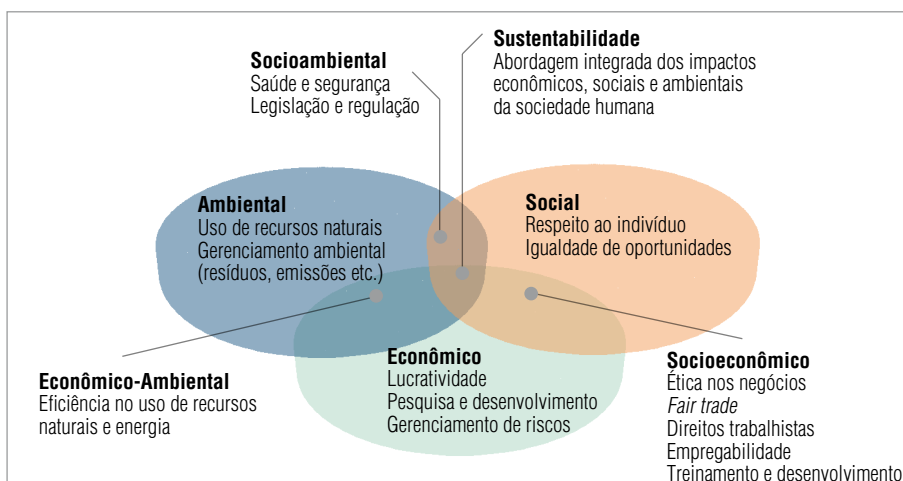 Socioambiental
Saúde e segurança
Legislação e regulação
Sustentabilidade
Abordagem integrada dos impactos
econômicos, sociais e ambientais
da sociedade humana
Ambiental
Uso de recursos naturais
Gerenciamento ambiental
(resíduos, emissões etc.)
Social
Respeito ao indivíduo
Igualdade de oportunidades
Econômico-Ambiental
Eficiência no uso de recursos
naturais e energia
Econômico
Lucratividade
Pesquisa e desenvolvimento
Gerenciamento de riscos
Socioeconômico
Ética nos negócios
Fair trade
Direitos trabalhistas
Empregabilidade
Treinamento e desenvolvimento